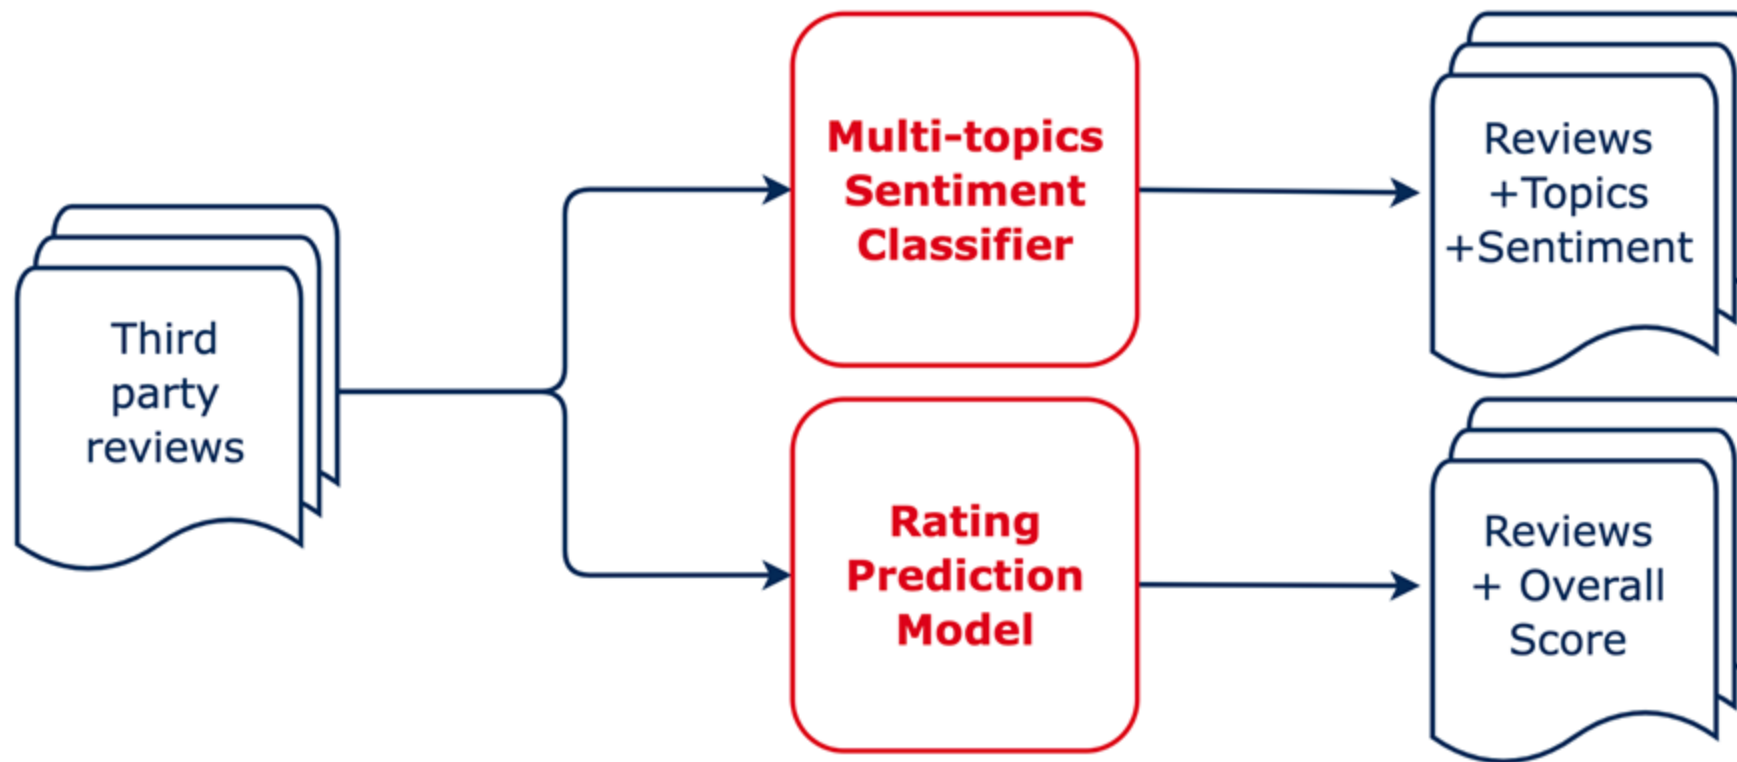 Third
party
reviews
Multi-topics
Sentiment
Classifier
Rating
Prediction
Model
Reviews
+Topics
+Sentiment
Reviews
+ Overall
Score